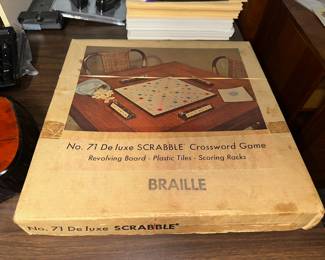 No. 71 De luxe SCRABBLE® Crossword Game
Revolving Board - Plastic Tiles - Scoring Racks
BRAILLE
No. 71 De luxe SCRABBLE®